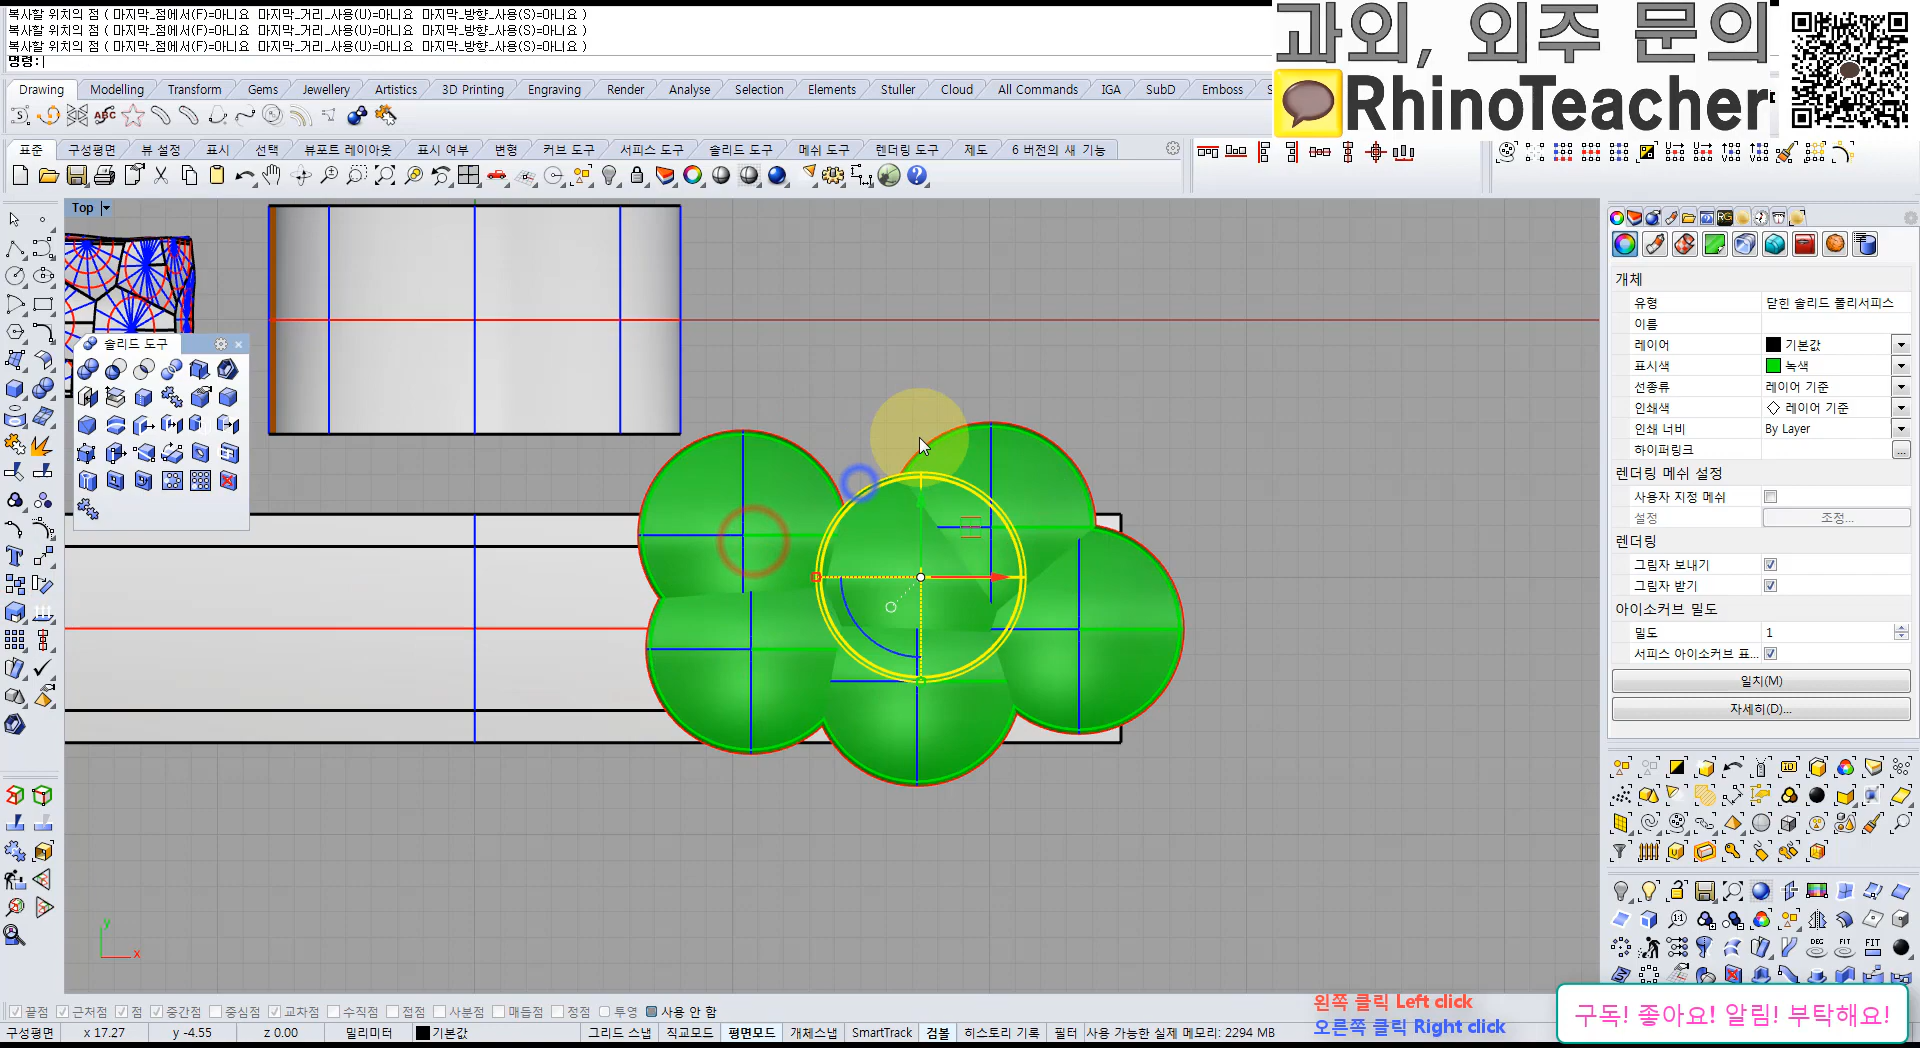 복사할 위치의 점 ( 마지막_점에서(F)=아니요 마지막_거리_사용(U)=아니요 마지막_방향_사용(S)=아니요 )
복사할 위치의 점 ( 마지막_점에서(F)=아니요 마지막_거리_사용(U)=아니요 마지막_방향_사용(S)=아니요 )
복사할 위치의 점 ( 마지막_점에서(F)=아니요 마지막_거리_사용(U)=아니요 마지막_방향_사용(S)=아니요 )
명령:
과외, 외주 문의
RhinoTeacher
Drawing Modelling Transform Gems Jewellery Artistics 3D Printing Engraving Render Analyse Selection Elements Stuller Cloud All Commands IGA SubD Emboss
표준 구성평면 뷰 설정 표시 선택 뷰포트 레이아웃 표시 여부 변형 커브 도구 서피스 도구 솔리드 도구 메쉬 도구 렌더링 도구 제도 6 버전의 새 기능
Top
솔리드 도구
개체
유형 닫힌 솔리드 폴리서피스
이름
레이어 기본값
표시색 녹색
선종류 레이어 기준
인쇄색 레이어 기준
인쇄 너비 By Layer
하이퍼링크 ...
렌더링 메쉬 설정
사용자 지정 메쉬
설정 조정...
렌더링
그림자 보내기
그림자 받기
아이소커브 밀도
밀도 1
서피스 아이소커브 표...
일치(M)
자세히(D)...
y
x
끝점 근처점 점 중간점 중심점 교차점 수직점 접점 사분점 매듭점 정점 투영 사용 안 함
왼쪽 클릭 Left click
오른쪽 클릭 Right click
구독! 좋아요! 알림! 부탁해요!
구성평면 x 17.27 y -4.55 z 0.00 밀리미터 기본값 그리드 스냅 직교모드 평면모드 개체스냅 SmartTrack 검볼 히스토리 기록 필터 사용 가능한 실제 메모리: 2294 MB